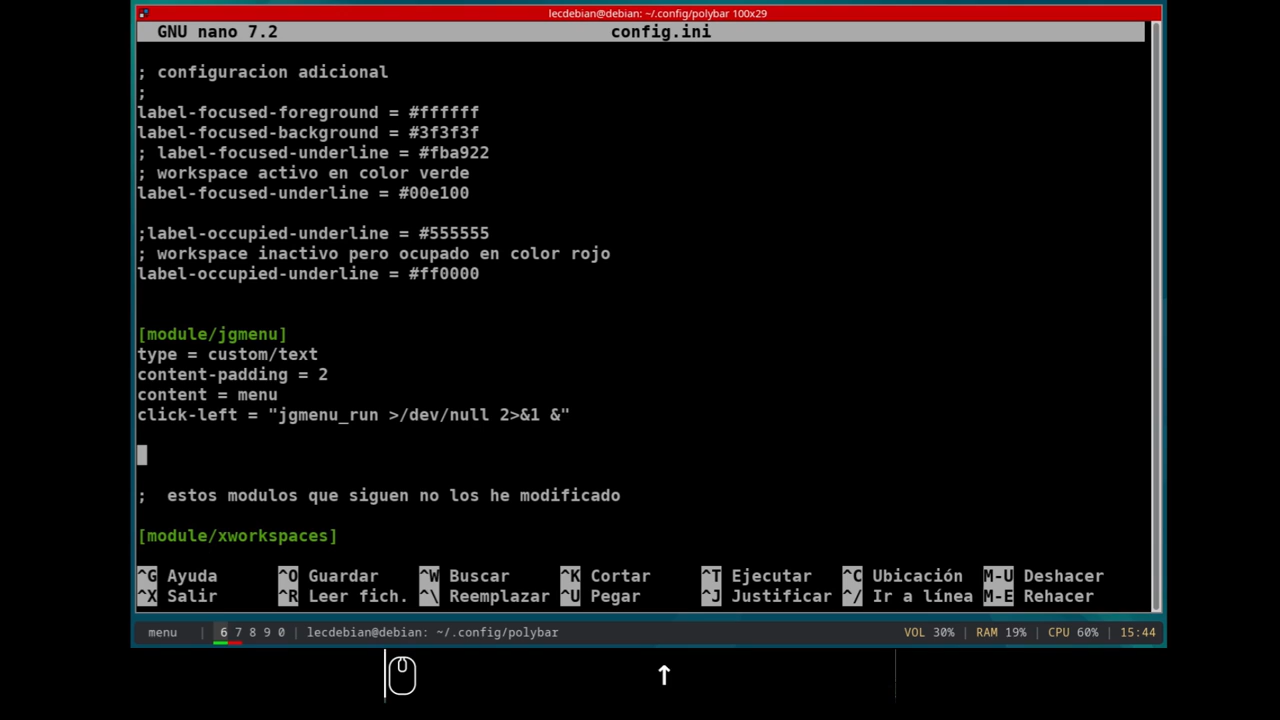 lecdebian@debian: ~/.config/polybar 100x29
GNU nano 7.2 config.ini
; configuracion adicional
;
label-focused-foreground = #ffffff
label-focused-background = #3f3f3f
; label-focused-underline = #fba922
; workspace activo en color verde
label-focused-underline = #00e100
;label-occupied-underline = #555555
; workspace inactivo pero ocupado en color rojo
label-occupied-underline = #ff0000
[module/jgmenu]
type = custom/text
content-padding = 2
content = menu
click-left = "jgmenu_run >/dev/null 2>&1 &"
;  estos modulos que siguen no los he modificado
[module/xworkspaces]
^G Ayuda ^O Guardar ^W Buscar ^K Cortar ^T Ejecutar ^C Ubicación M-U Deshacer
^X Salir ^R Leer fich. ^\ Reemplazar ^U Pegar ^J Justificar ^/ Ir a línea M-E Rehacer
menu | 6 7 8 9 0 | lecdebian@debian: ~/.config/polybar VOL 30% | RAM 19% | CPU 60% | 15:44
↑